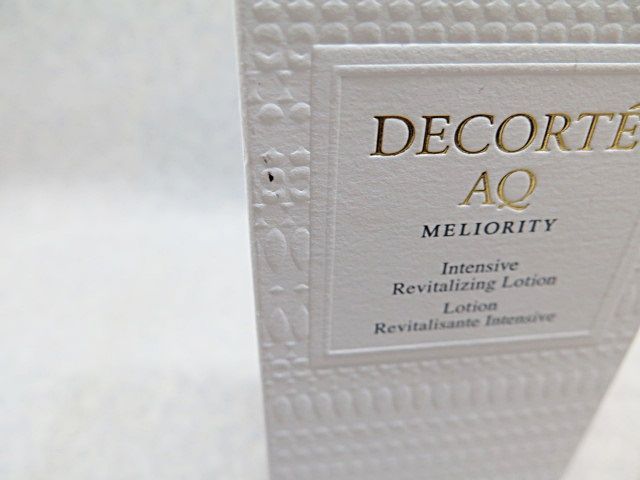 DECORTÉ
AQ
MELIORITY
Intensive
Revitalizing Lotion
Lotion
Revitalisante Intensive